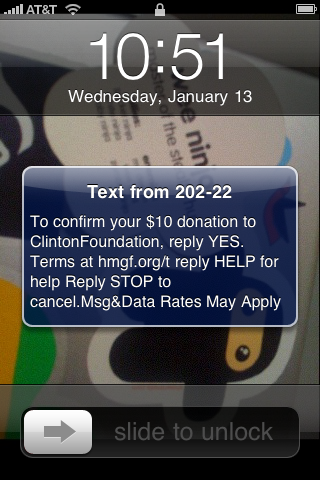 AT&T
10:51
Wednesday, January 13
Text from 202-22
To confirm your $10 donation to
ClintonFoundation, reply YES.
Terms at hmgf.org/t reply HELP for
help Reply STOP to
cancel.Msg&Data Rates May Apply
slide to unlock